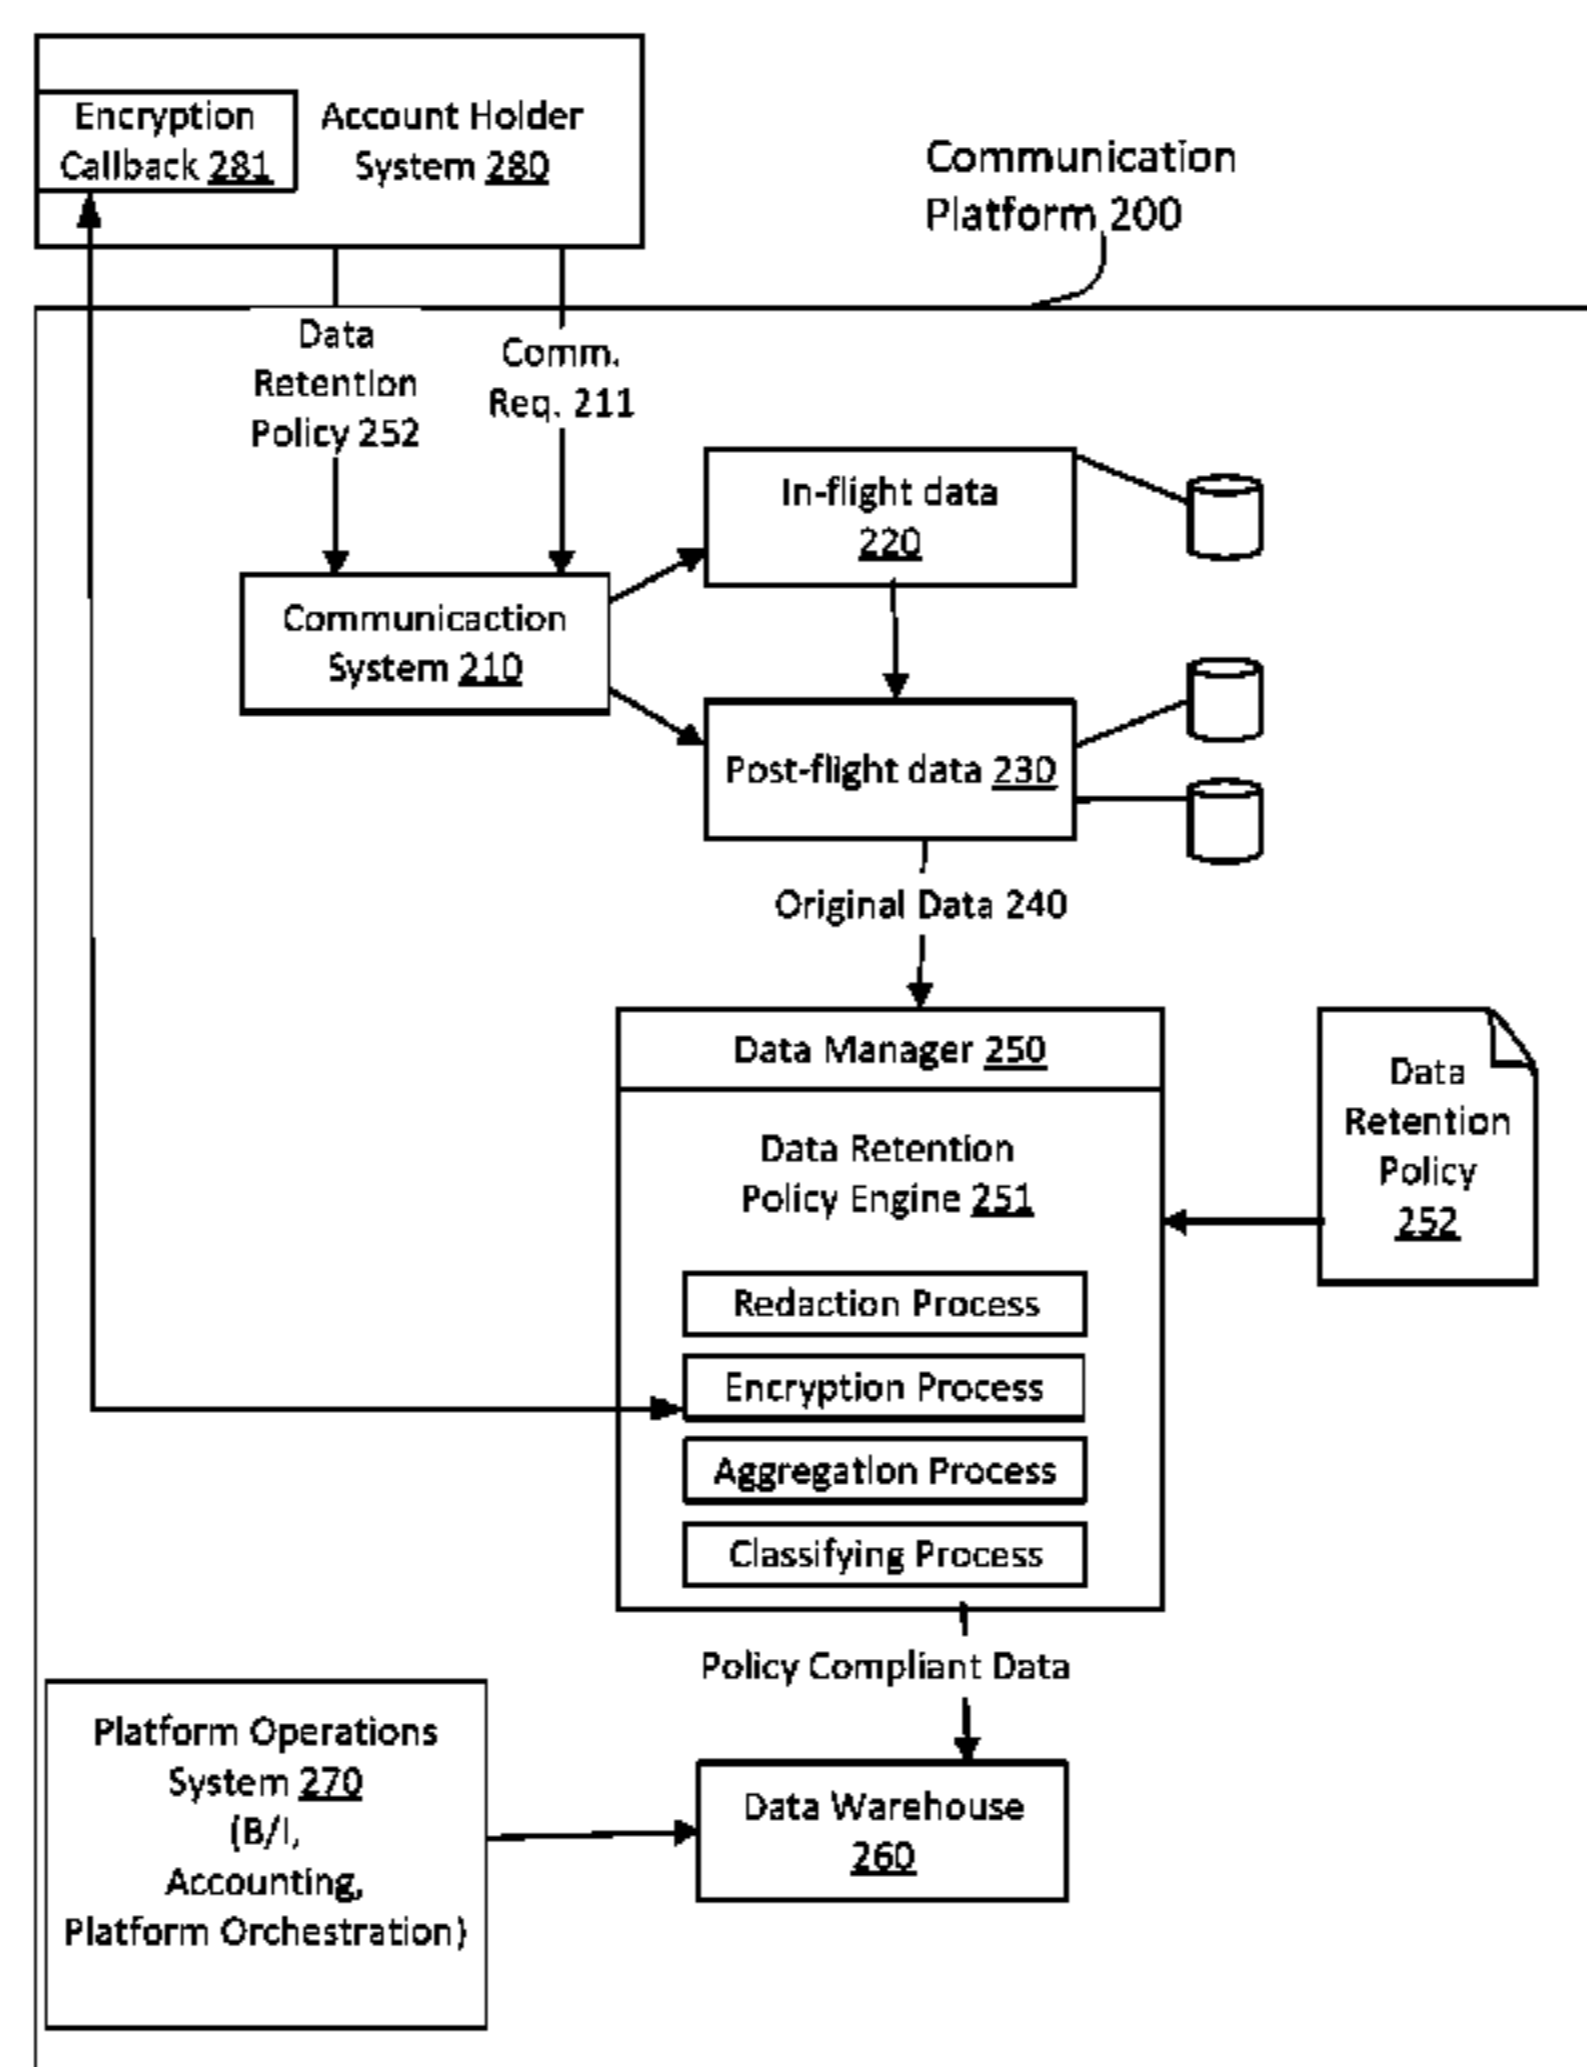 Encryption
Callback 281
Account Holder
System 280
Communication
Platform 200
Data
Retention
Policy 252
Comm.
Req. 211
In-flight data
220
Communicaction
System 210
Post-flight data 230
Original Data 240
Data Manager 250
Data Retention
Policy Engine 251
Data
Retention
Policy
252
Redaction Process
Encryption Process
Aggregation Process
Classifying Process
Policy Compliant Data
Platform Operations
System 270
(B/I,
Accounting,
Platform Orchestration)
Data Warehouse
260